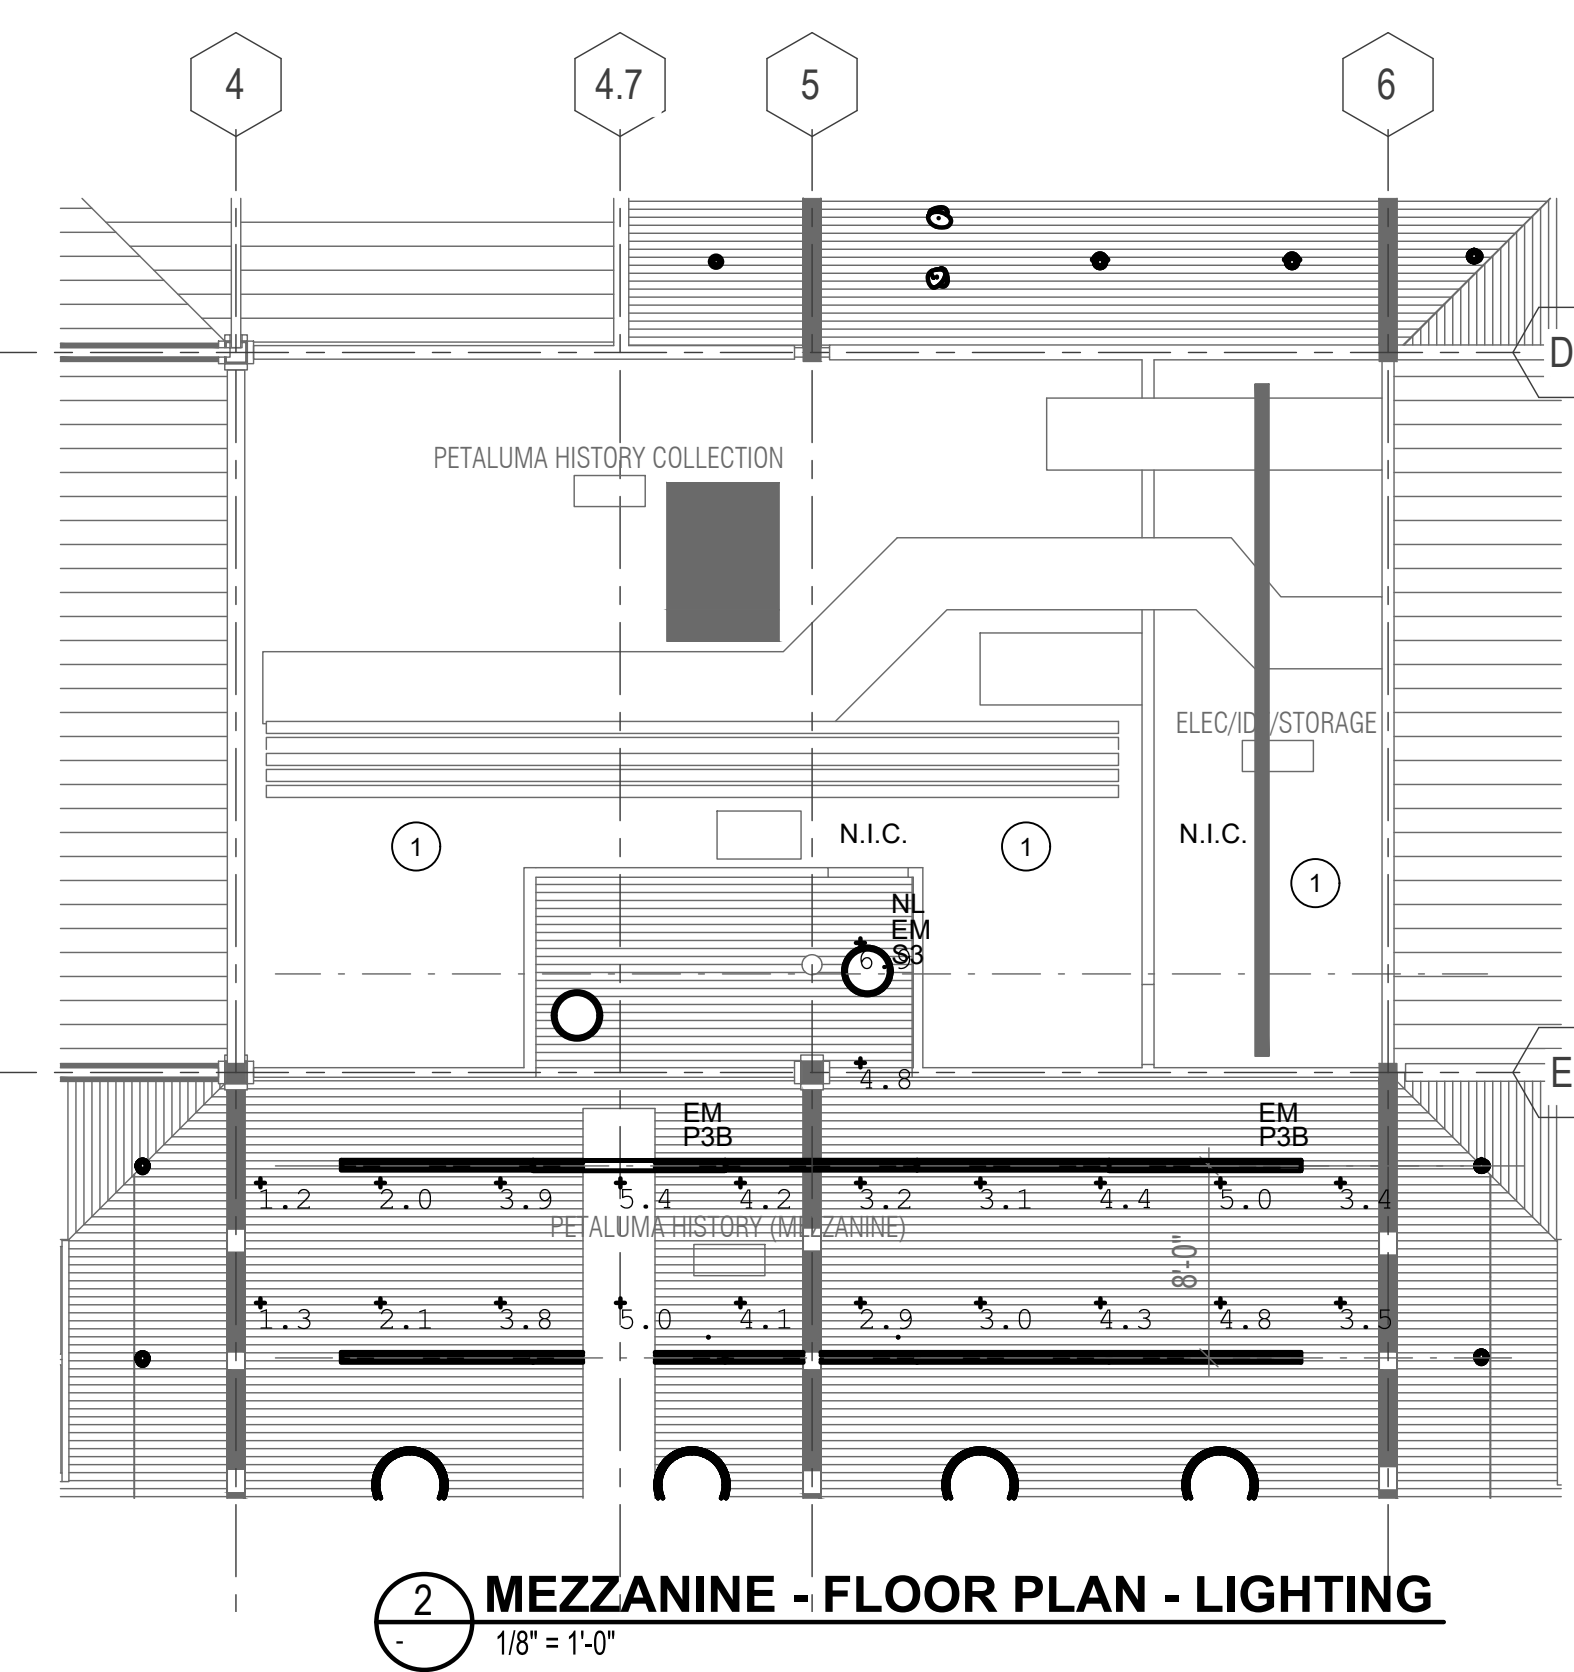 4
4.7
5
6
D
PETALUMA HISTORY COLLECTION
ELEC/IDF/STORAGE
N.I.C.
N.I.C.
1
1
1
NL
EM
S3
6.9
E
4.8
EM
P3B
EM
P3B
1.2 2.0 3.9 5.4 4.2 3.2 3.1 4.4 5.0 3.4
PETALUMA HISTORY (MEZZANINE)
8'-0"
1.3 2.1 3.8 5.0 4.1 2.9 3.0 4.3 4.8 3.5
2
-
MEZZANINE - FLOOR PLAN - LIGHTING
1/8" = 1'-0"